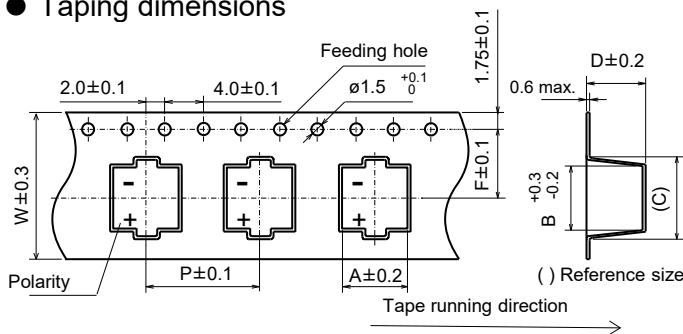 ● Taping dimensions
Feeding hole
2.0±0.1
4.0±0.1
ø1.5 +0.1 0
1.75±0.1
D±0.2
0.6 max.
W±0.3
F±0.1
B +0.3 -0.2
(C)
- - -
+ + +
Polarity
P±0.1
A±0.2
( ) Reference size
Tape running direction